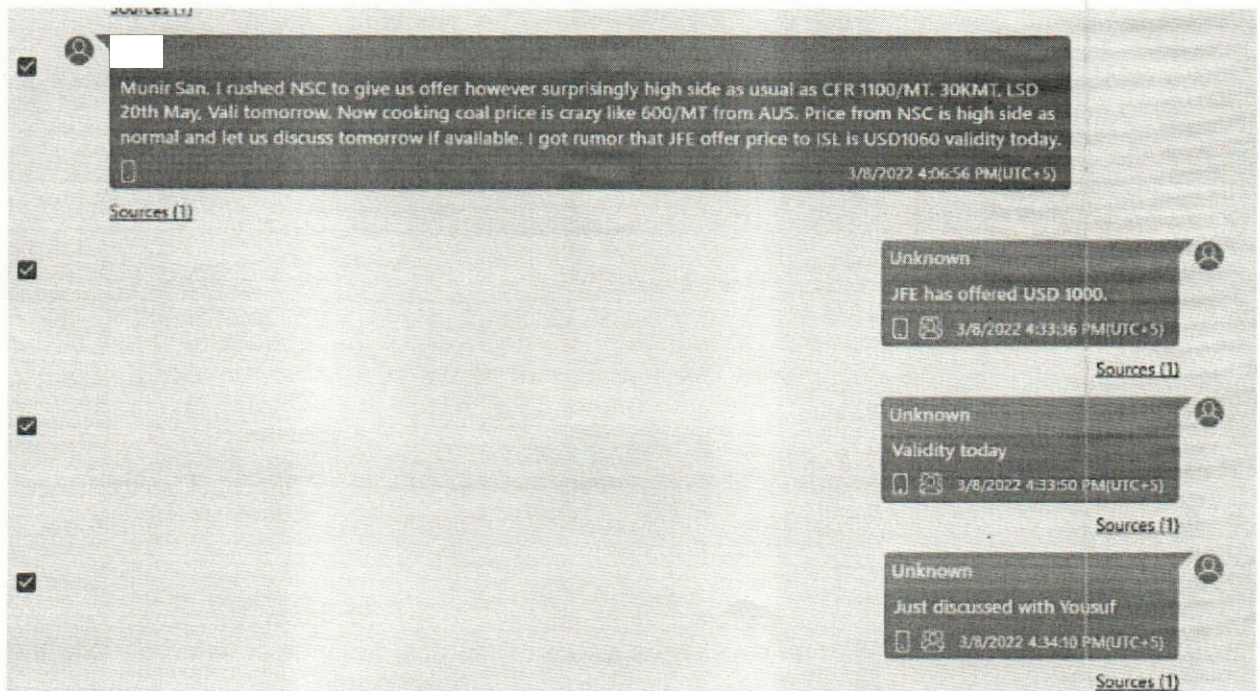 Sources (1)
Munir San. I rushed NSC to give us offer however surprisingly high side as usual as CFR 1100/MT. 30KMT. LSD
20th May, Vali tomorrow. Now cooking coal price is crazy like 600/MT from AUS. Price from NSC is high side as
normal and let us discuss tomorrow if available. I got rumor that JFE offer price to ISL is USD1060 validity today.
3/8/2022 4:06:56 PM(UTC+5)
Sources (1)
Unknown
JFE has offered USD 1000.
3/8/2022 4:33:36 PM(UTC+5)
Sources (1)
Unknown
Validity today
3/8/2022 4:33:50 PM(UTC+5)
Sources (1)
Unknown
Just discussed with Yousuf
3/8/2022 4:34:10 PM(UTC+5)
Sources (1)